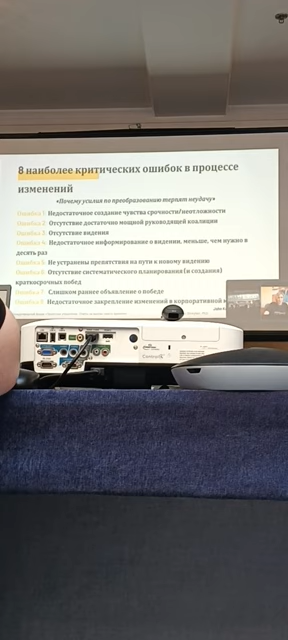 8 наиболее критических ошибок в процессе
изменений
«Почему усилия по преобразованию терпят неудачу»
Ошибка 1 Недостаточное создание чувства срочности/неотложности
Ошибка 2 Отсутствие достаточно мощной руководящей коалиции
Ошибка 3 Отсутствие видения
Ошибка 4 Недостаточное информирование о видении, меньше, чем нужно в
десять раз
Ошибка 5 Не устранены препятствия на пути к новому видению
Ошибка 6 Отсутствие систематического планирования (и создания)
краткосрочных побед
Ошибка 7 Слишком раннее объявление о победе
Ошибка 8 Недостаточное закрепление изменений в корпоративной